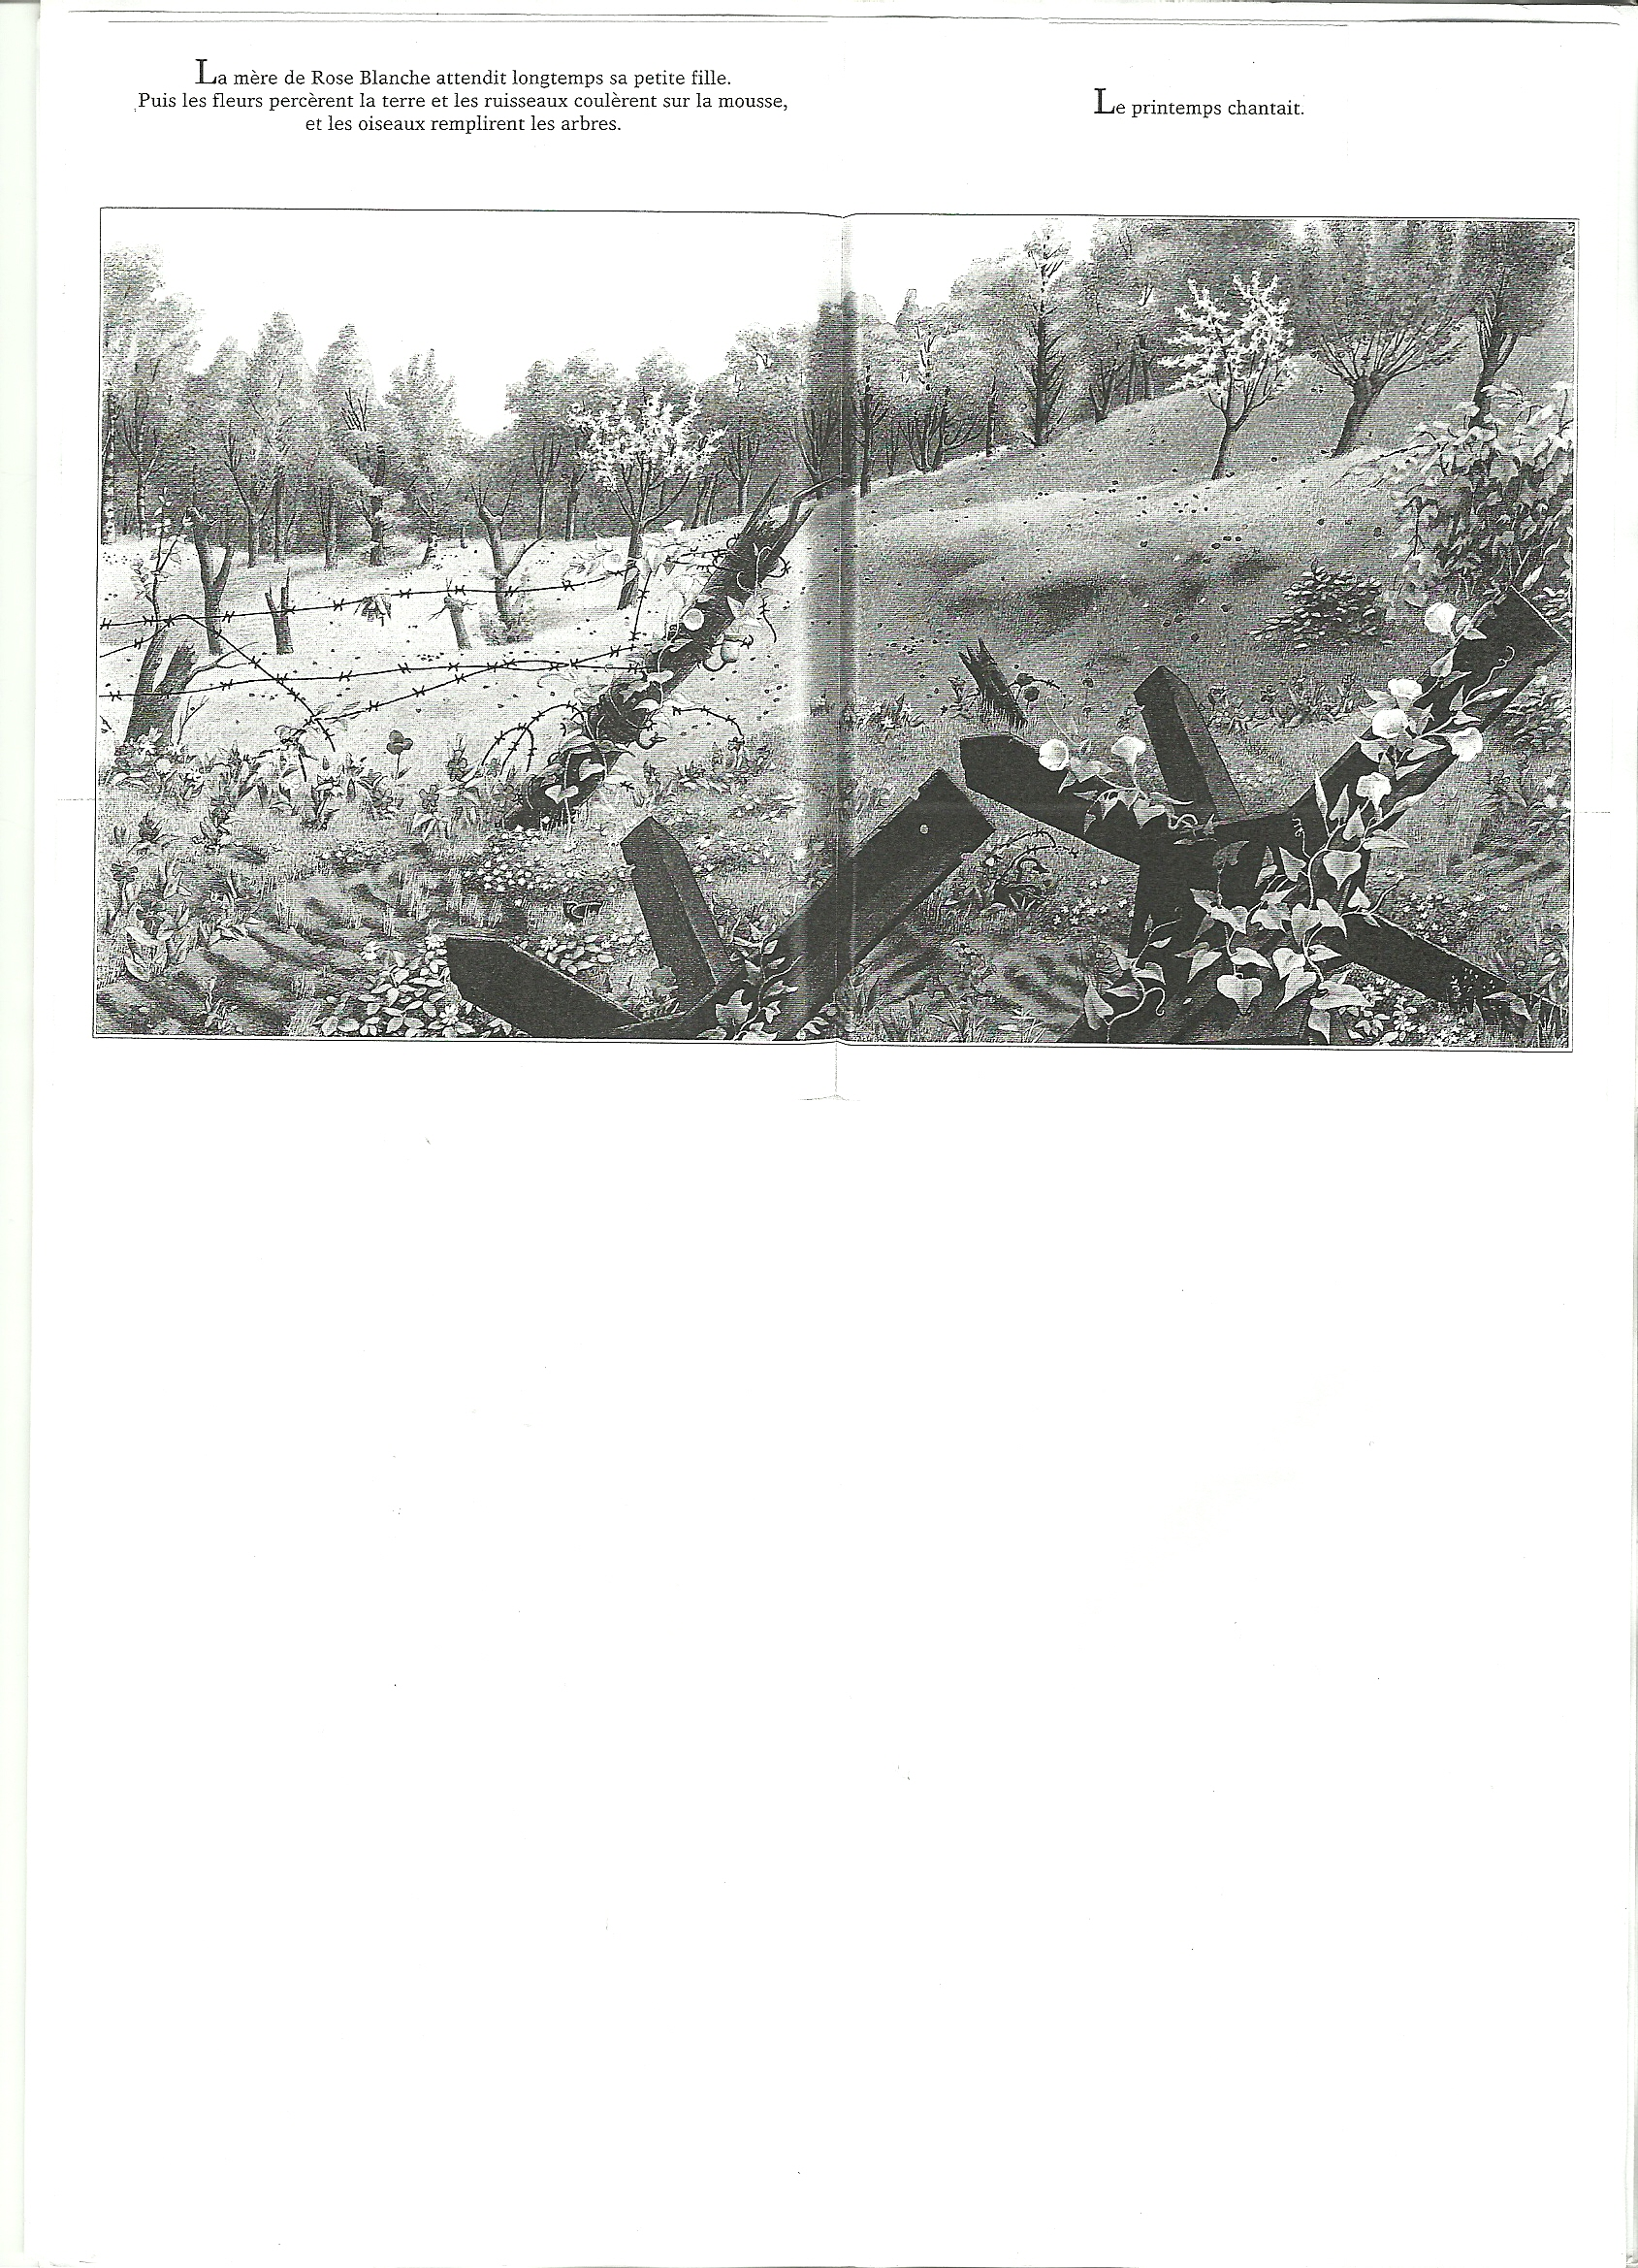 La mère de Rose Blanche attendit longtemps sa petite fille.
Puis les fleurs percèrent la terre et les ruisseaux coulèrent sur la mousse,
et les oiseaux remplirent les arbres.
Le printemps chantait.